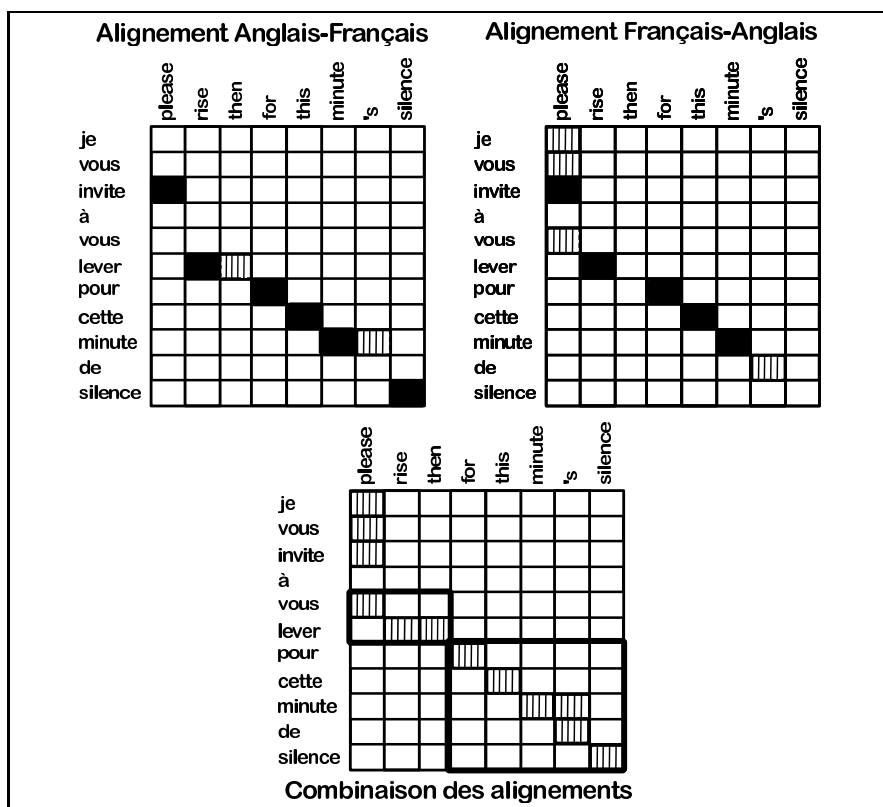 Alignement Anglais-Français
please rise then for this minute 's silence
je
vous
invite
à
vous
lever
pour
cette
minute
de
silence
Alignement Français-Anglais
please rise then for this minute 's silence
je
vous
invite
à
vous
lever
pour
cette
minute
de
silence
please rise then for this minute 's silence
je
vous
invite
à
vous
lever
pour
cette
minute
de
silence
Combinaison des alignements